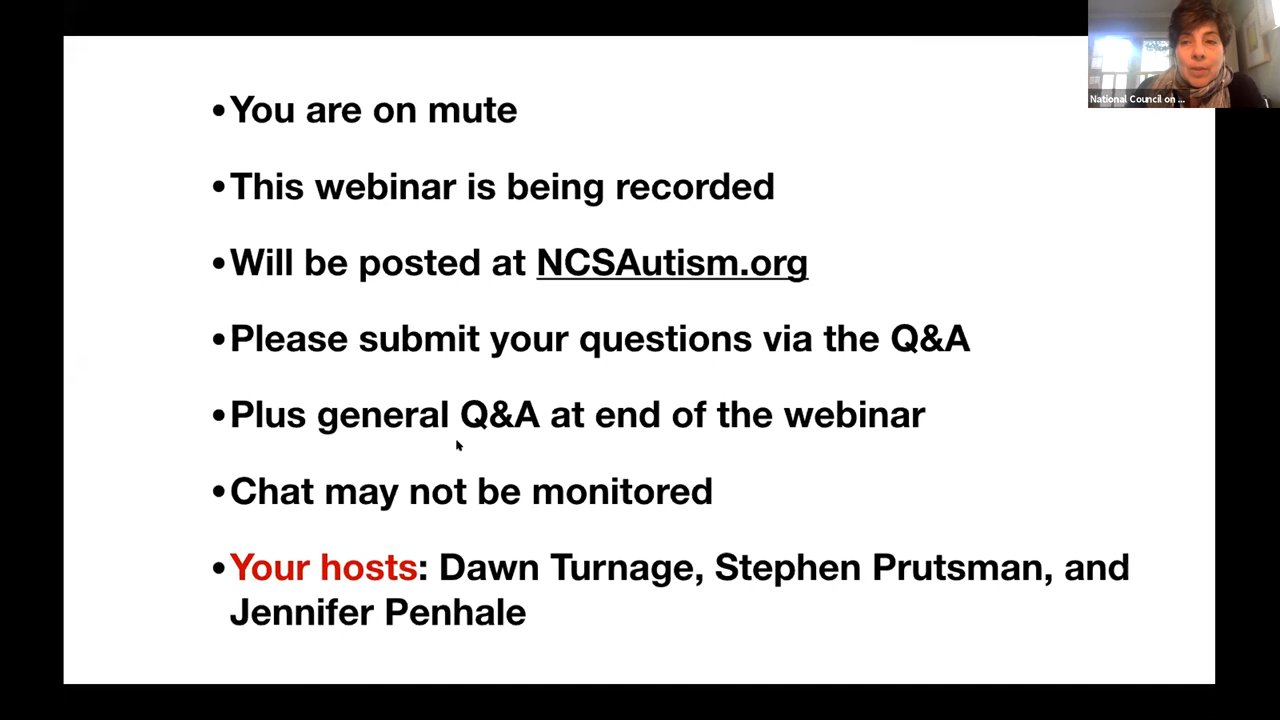 •You are on mute
•This webinar is being recorded
•Will be posted at NCSAutism.org
•Please submit your questions via the Q&A
•Plus general Q&A at end of the webinar
•Chat may not be monitored
•Your hosts: Dawn Turnage, Stephen Prutsman, and
Jennifer Penhale
National Council on ...